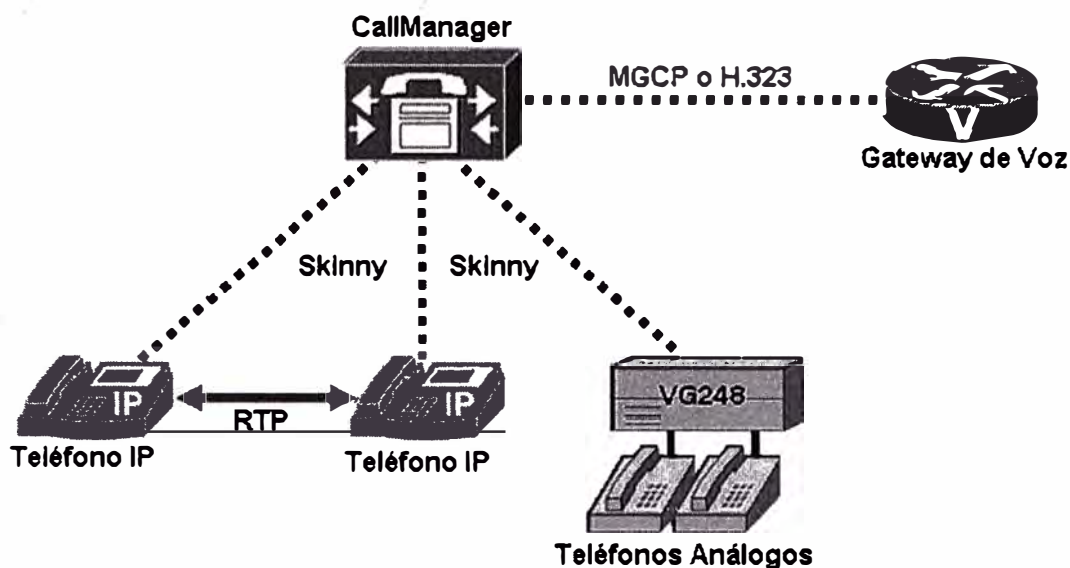 CallManager
MGCP o H.323
V
Gateway de Voz
Skinny
Skinny
IP
IP
RTP
VG248
Teléfono IP
Teléfono IP
Teléfonos Análogos